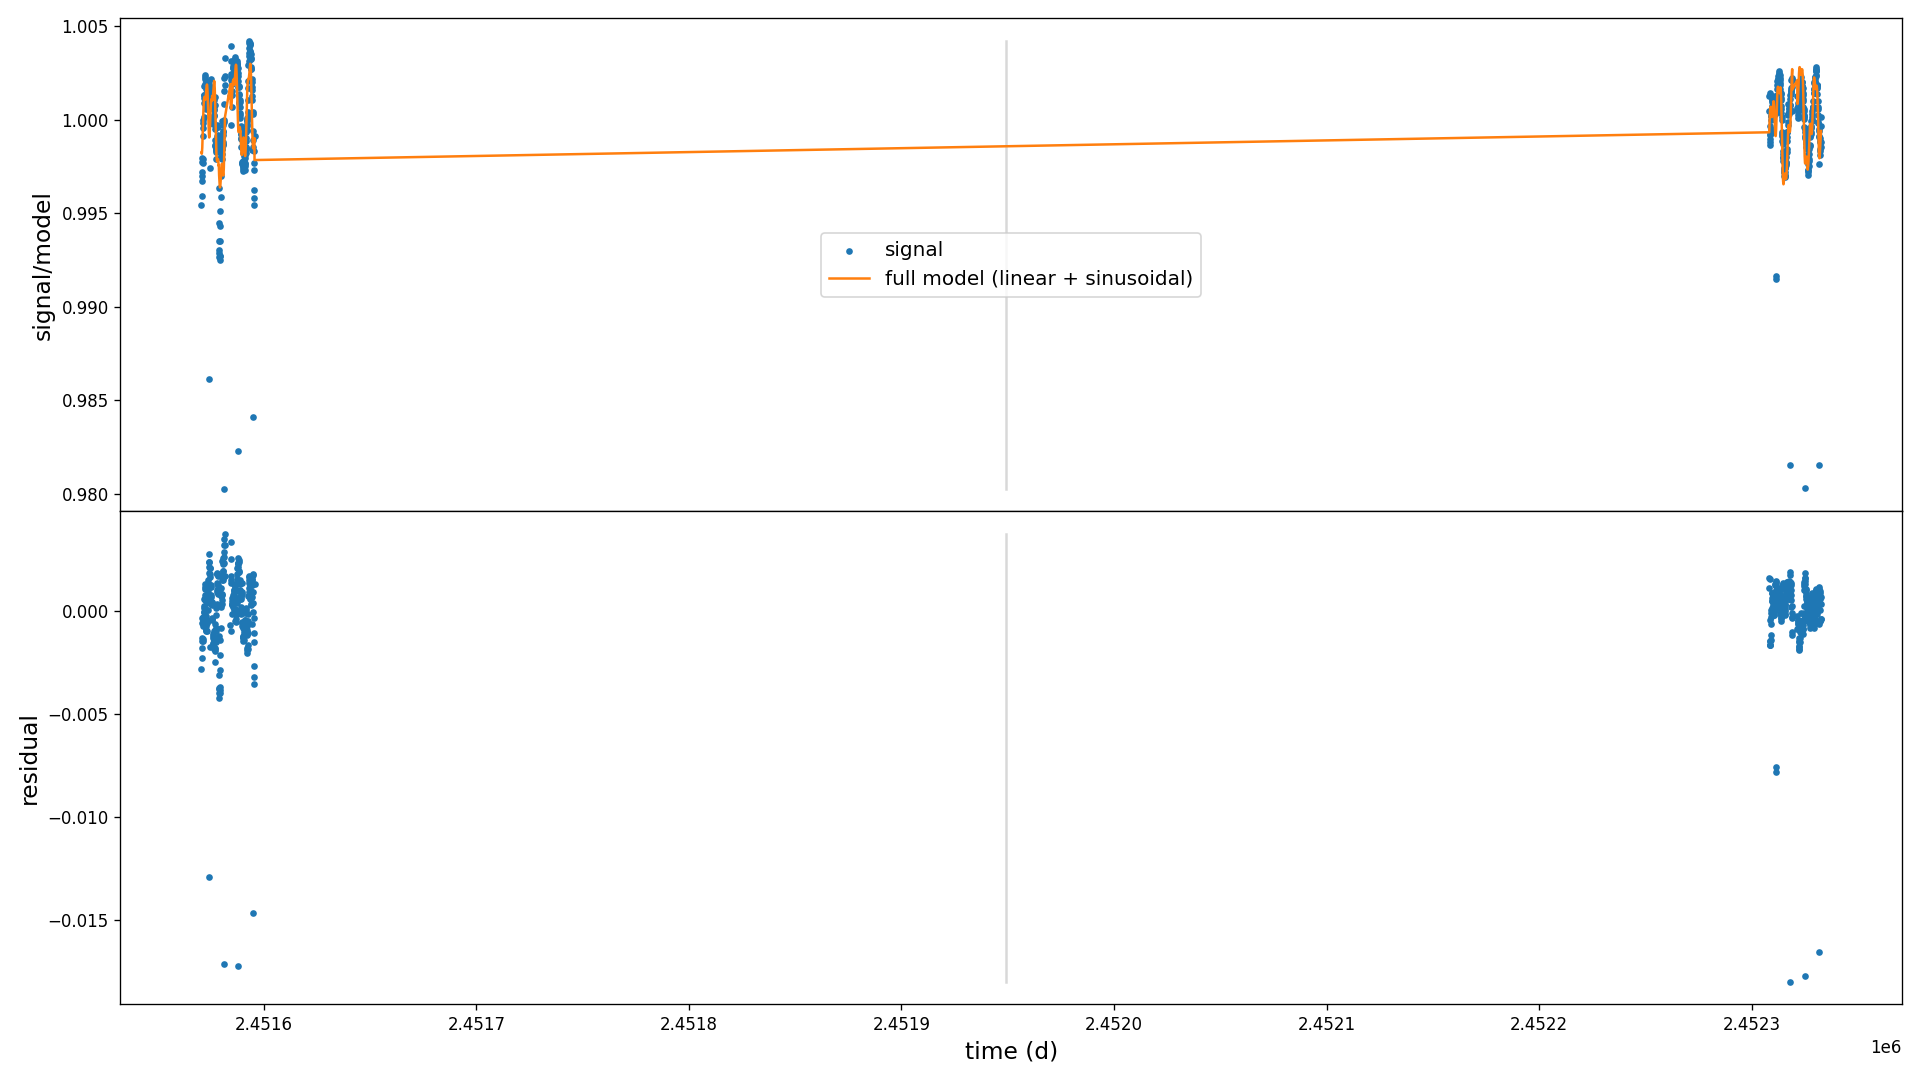 1.005
1.000
0.995
0.990
0.985
0.980
signal/model
signal
full model (linear + sinusoidal)
0.000
−0.005
−0.010
−0.015
residual
2.4516 2.4517 2.4518 2.4519 2.4520 2.4521 2.4522 2.4523
1e6
time (d)